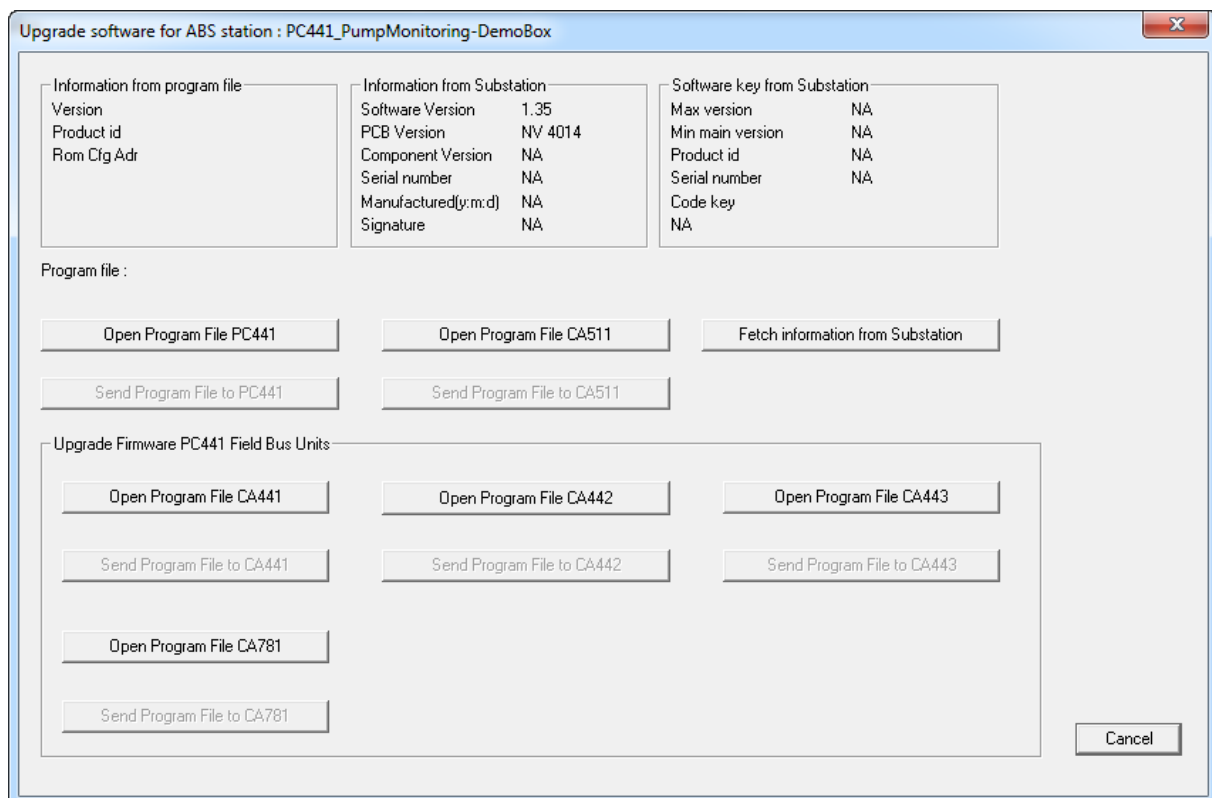 Upgrade software for ABS station : PC441_PumpMonitoring-DemoBox
Information from program file
Version
Product id
Rom Cfg Adr
Information from Substation
Software Version 1.35
PCB Version NV 4014
Component Version NA
Serial number NA
Manufactured(y:m:d) NA
Signature NA
Software key from Substation
Max version NA
Min main version NA
Product id NA
Serial number NA
Code key
NA
Program file :
Open Program File PC441
Open Program File CA511
Fetch information from Substation
Send Program File to PC441
Send Program File to CA511
Upgrade Firmware PC441 Field Bus Units
Open Program File CA441
Open Program File CA442
Open Program File CA443
Send Program File to CA441
Send Program File to CA442
Send Program File to CA443
Open Program File CA781
Send Program File to CA781
Cancel